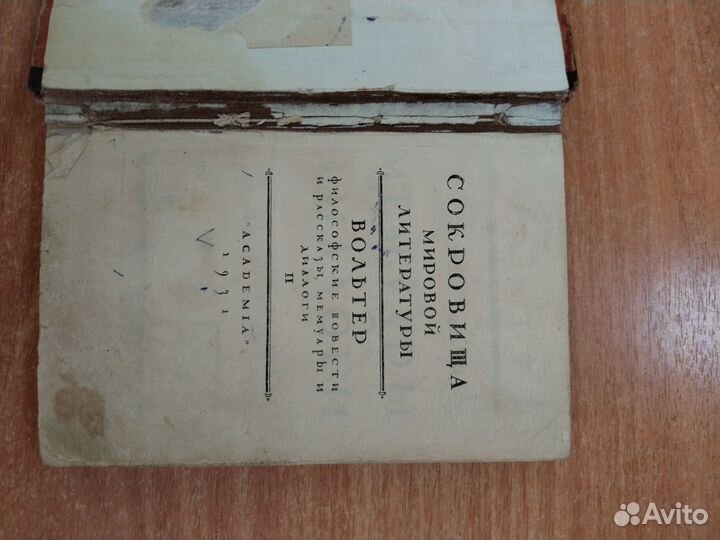 СОКРОВИЩА
МИРОВОЙ
ЛИТЕРАТУРЫ
ВОЛЬТЕР
ФИЛОСОФСКИЕ ПОВЕСТИ
И РАССКАЗЫ, МЕМУАРЫ И
ДИАЛОГИ
II
"ACADEMIA"
1931
Avito